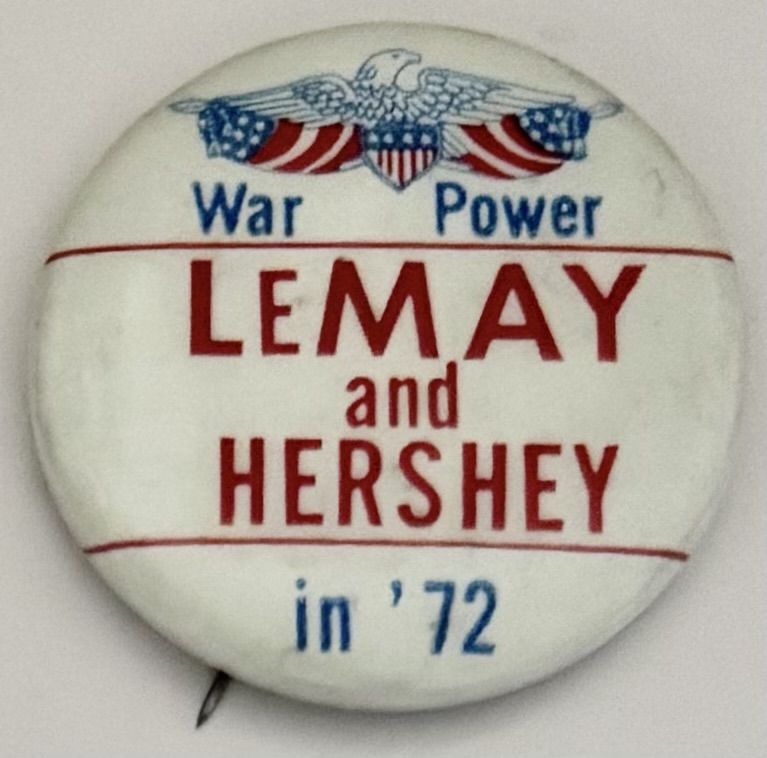 War Power
LEMAY
and
HERSHEY
in '72